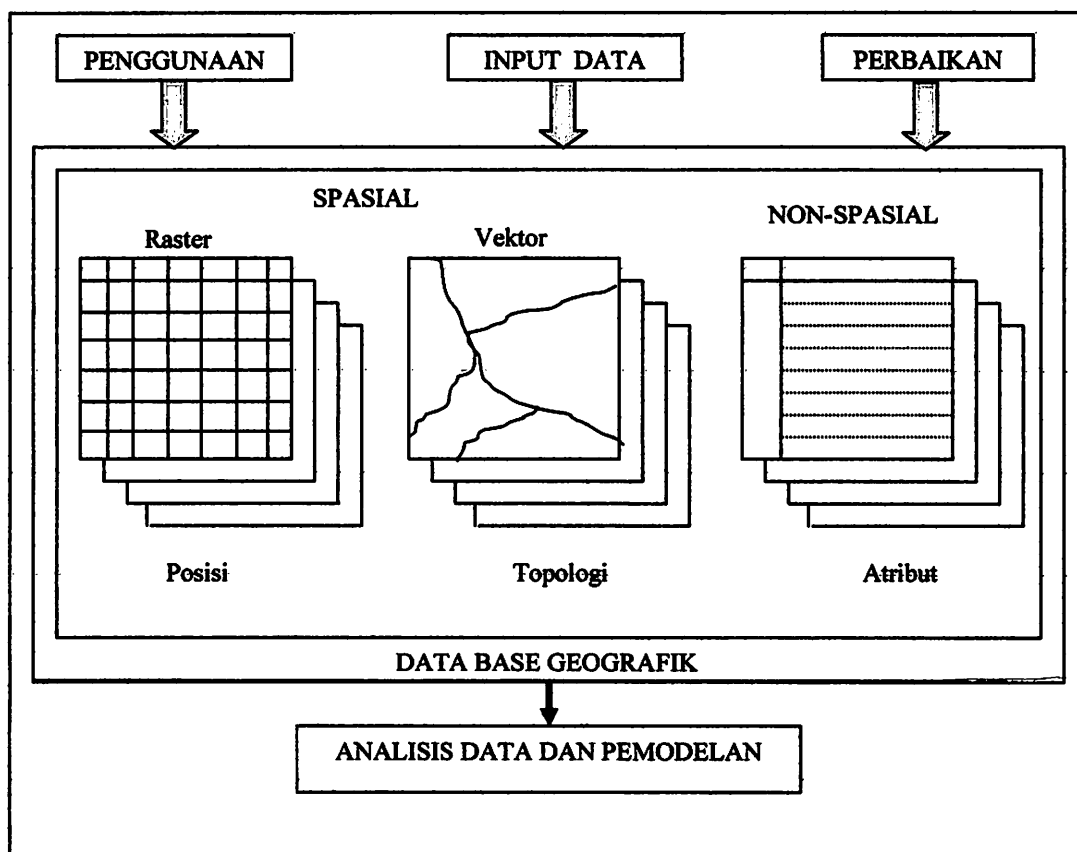 PENGGUNAAN
INPUT DATA
PERBAIKAN
SPASIAL
NON-SPASIAL
Raster
Vektor
Posisi
Topologi
Atribut
DATA BASE GEOGRAFIK
ANALISIS DATA DAN PEMODELAN